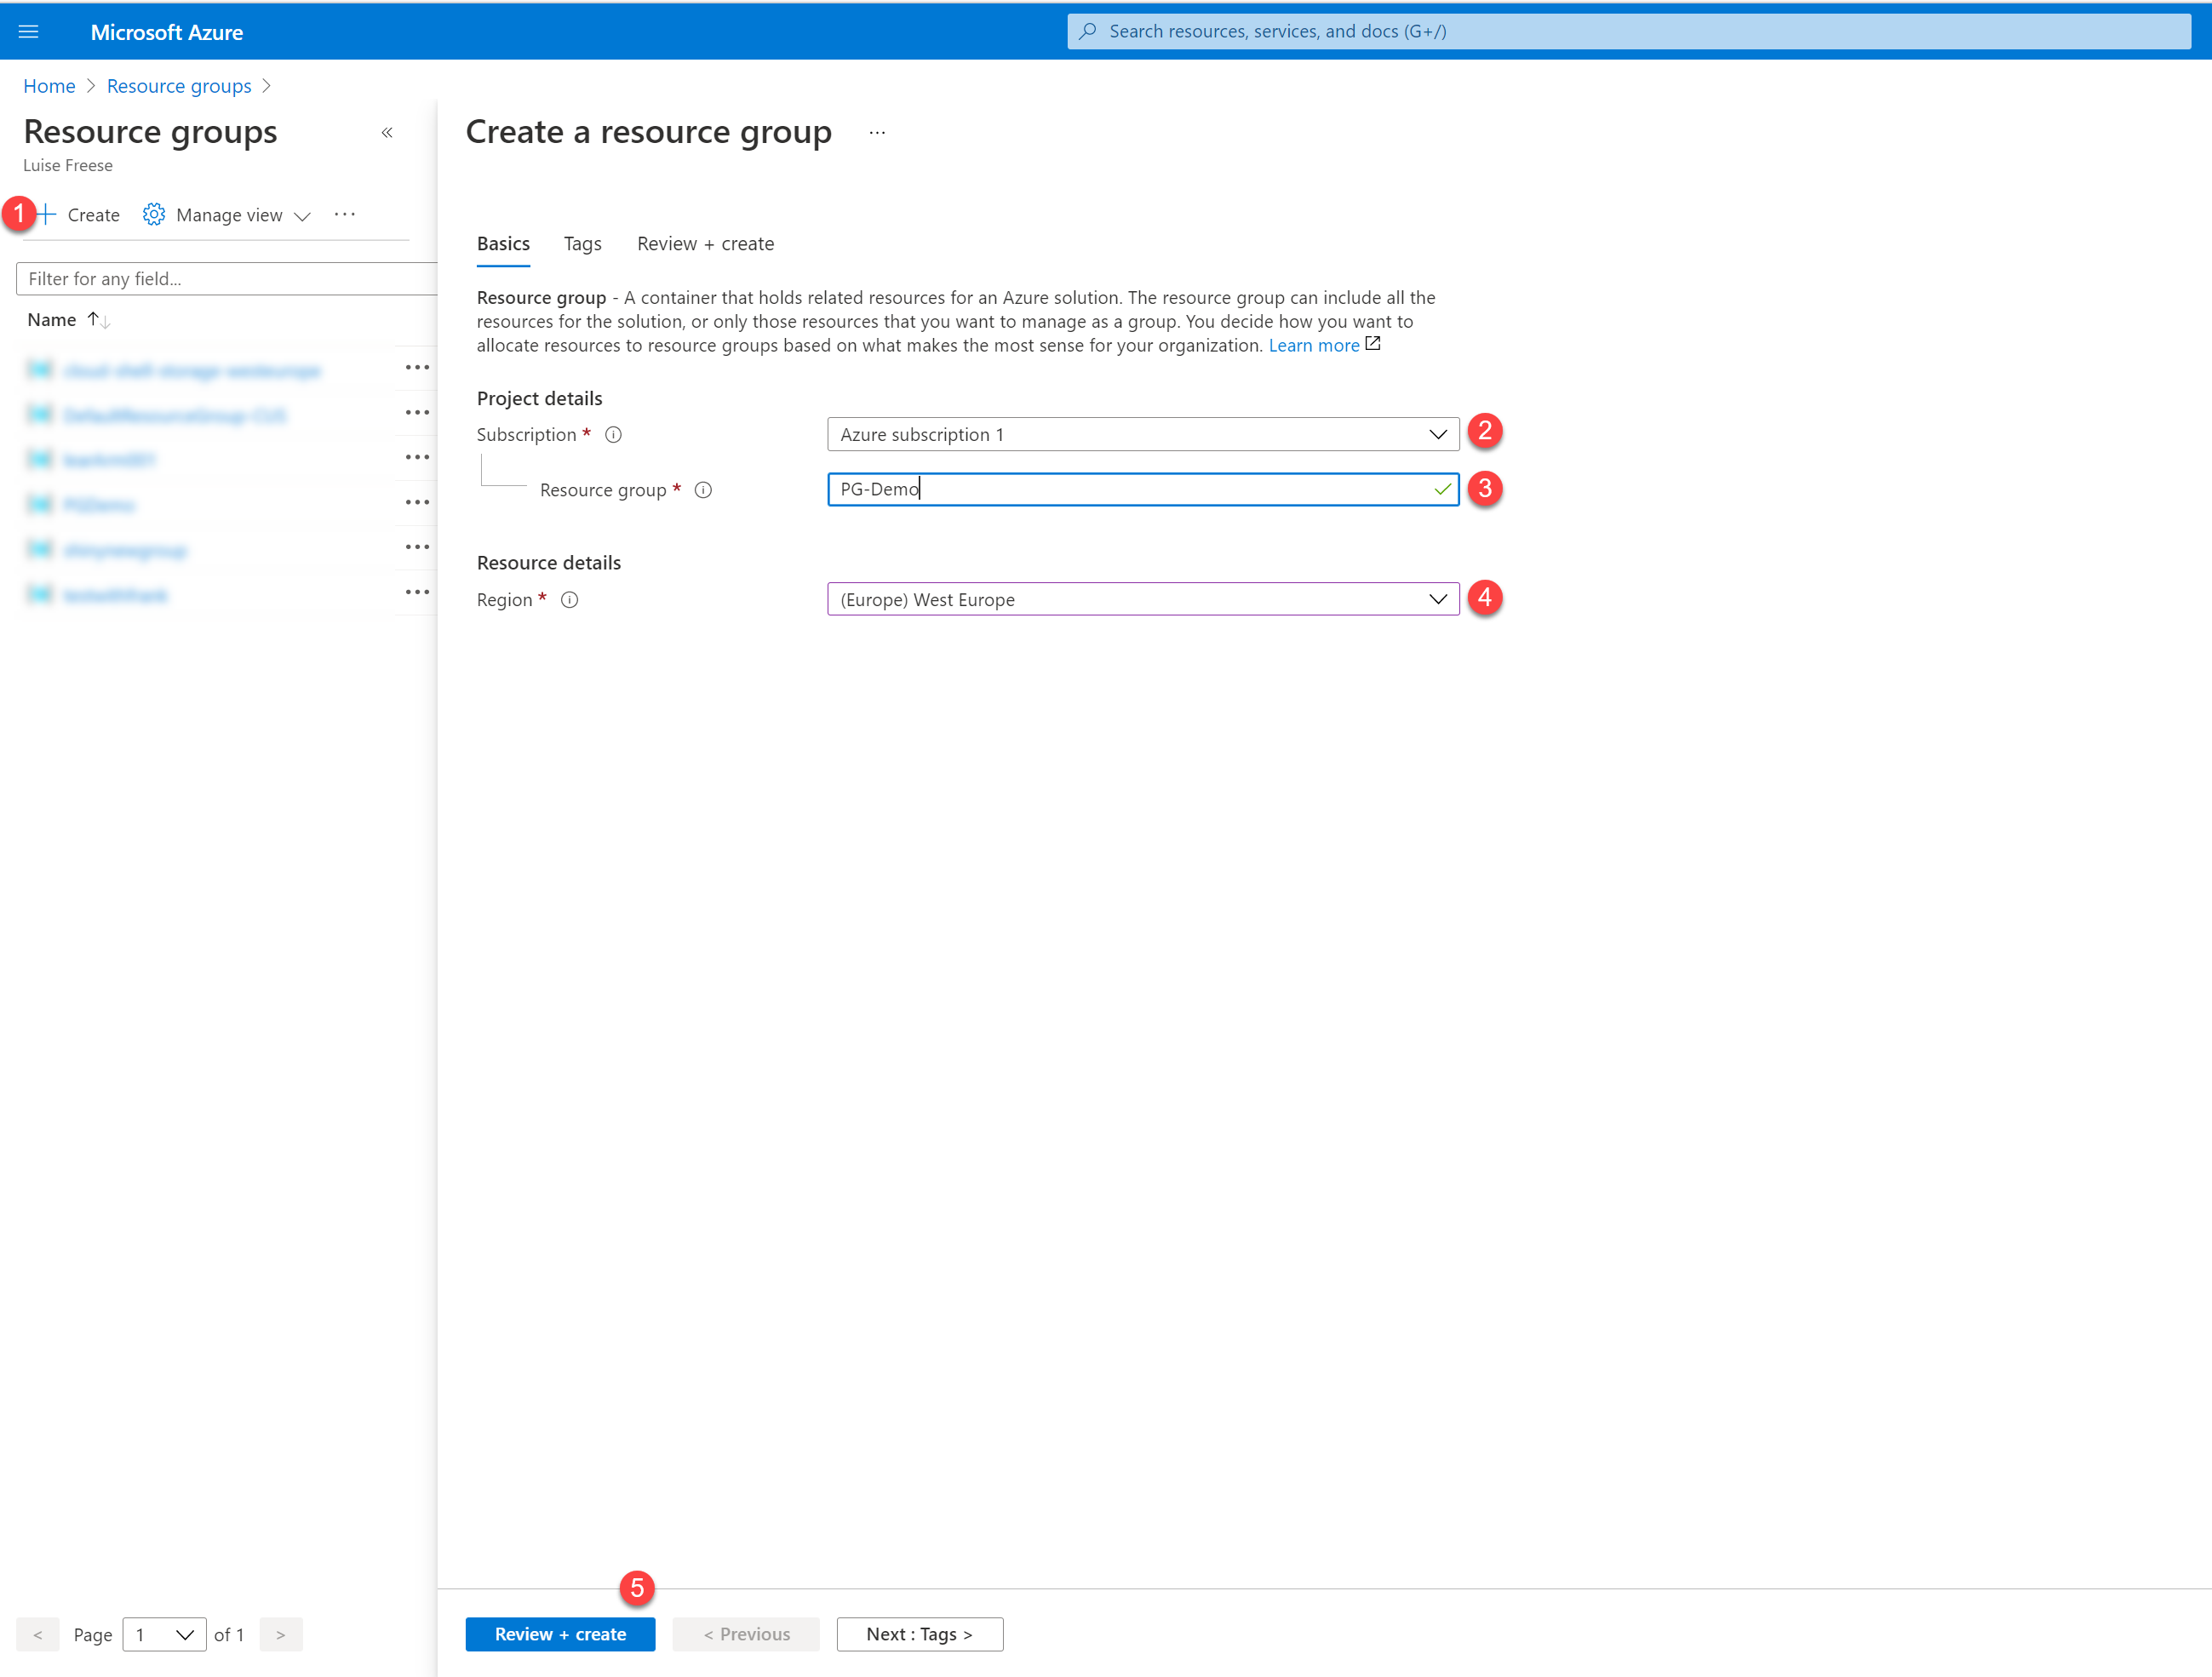 Microsoft Azure
Search resources, services, and docs (G+/)
Home > Resource groups >
Resource groups «
Luise Freese
1 + Create Manage view ...
Filter for any field...
Name ↑↓
Page 1 of 1
Create a resource group ...
Basics Tags Review + create
Resource group - A container that holds related resources for an Azure solution. The resource group can include all the
resources for the solution, or only those resources that you want to manage as a group. You decide how you want to
allocate resources to resource groups based on what makes the most sense for your organization. Learn more
Project details
Subscription * Azure subscription 1 2
Resource group * PG-Demo 3
Resource details
Region * (Europe) West Europe 4
5
Review + create < Previous Next : Tags >